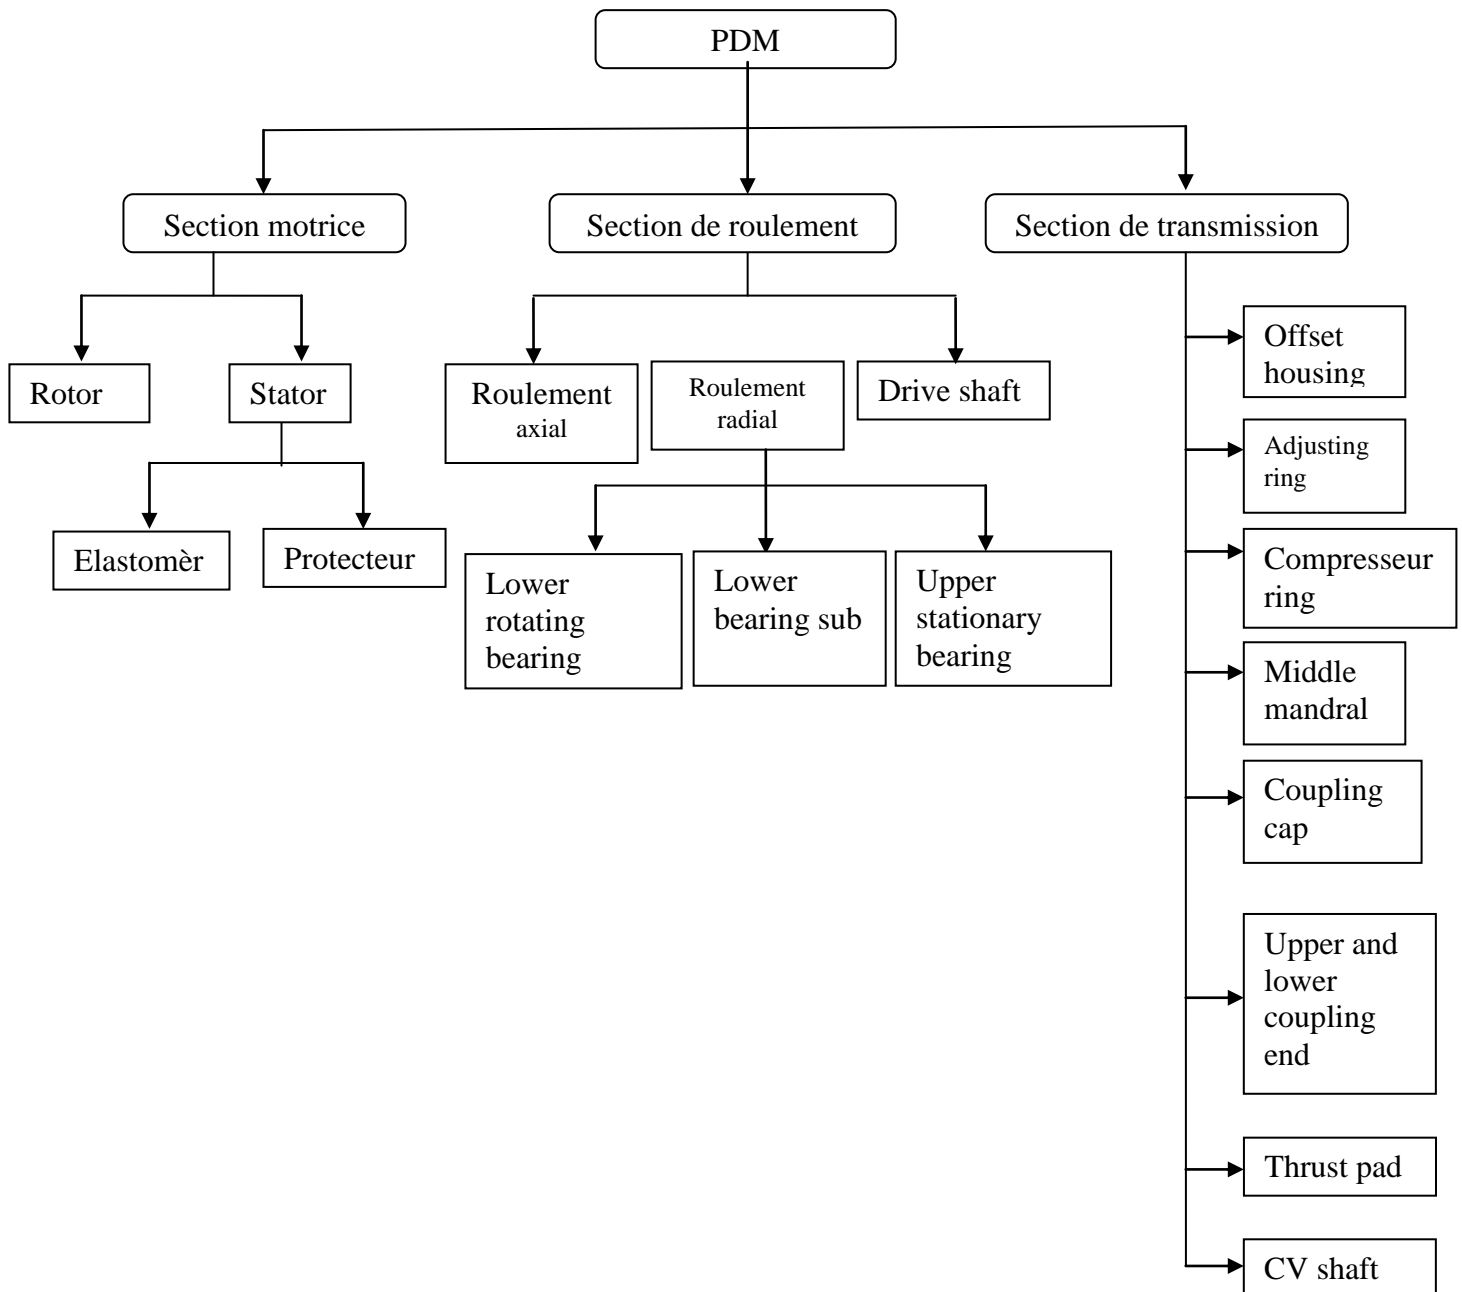 PDM
Section motrice
Section de roulement
Section de transmission
Rotor
Stator
Roulement
axial
Roulement
radial
Drive shaft
Elastomèr
Protecteur
Lower
rotating
bearing
Lower
bearing sub
Upper
stationary
bearing
Offset
housing
Adjusting
ring
Compresseur
ring
Middle
mandral
Coupling
cap
Upper and
lower
coupling
end
Thrust pad
CV shaft